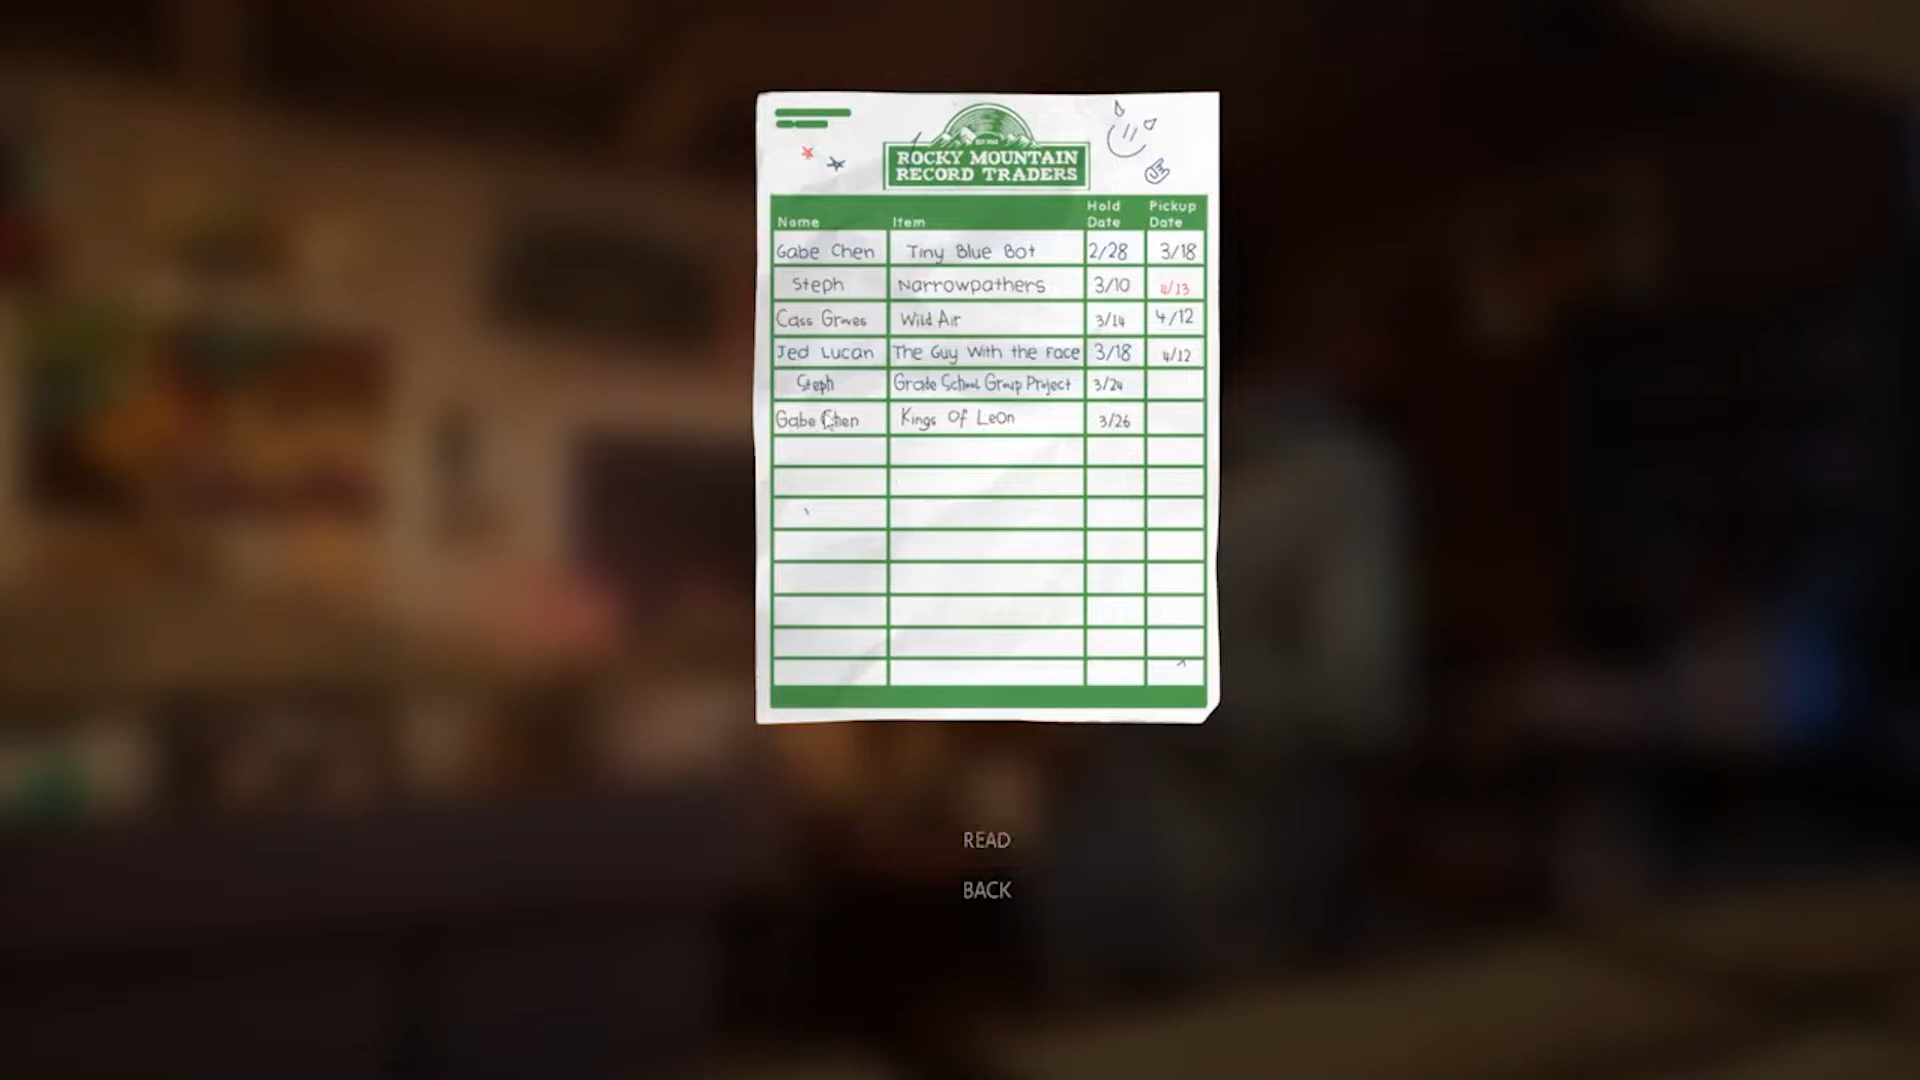 EST 
ROCKY MOUNTAIN
RECORD TRADERS
Name Item Hold Date Pickup Date
Gabe Chen Tiny Blue Bot 2/28 3/18
Steph Narrowpathers 3/10 4/13
Cass Graves Wild Air 3/14 4/12
Jed Lucan The Guy With the Face 3/18 4/12
Steph Grade School Group Project 3/24
Gabe Chen Kings Of Leon 3/26
READ
BACK